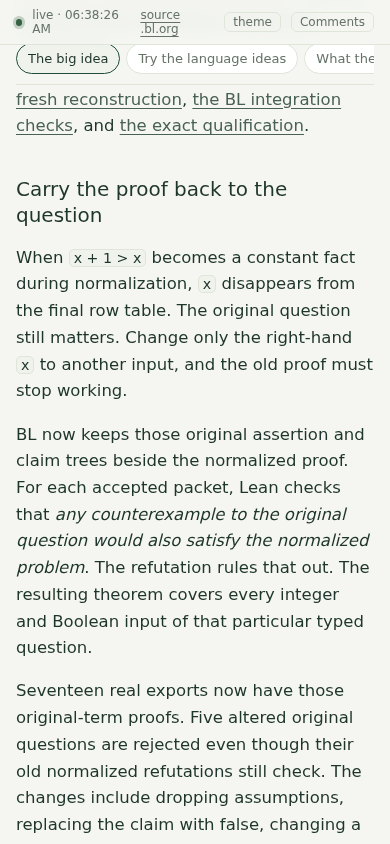 live · 06:38:26 AM
source .bl.org
theme
Comments
The big idea
Try the language ideas
What the
fresh reconstruction, the BL integration
checks, and the exact qualification.
Carry the proof back to the
question
When x + 1 > x becomes a constant fact
during normalization, x disappears from
the final row table. The original question
still matters. Change only the right-hand
x to another input, and the old proof must
stop working.
BL now keeps those original assertion and
claim trees beside the normalized proof.
For each accepted packet, Lean checks
that any counterexample to the original
question would also satisfy the normalized
problem. The refutation rules that out. The
resulting theorem covers every integer
and Boolean input of that particular typed
question.
Seventeen real exports now have those
original-term proofs. Five altered original
questions are rejected even though their
old normalized refutations still check. The
changes include dropping assumptions,
replacing the claim with false, changing a